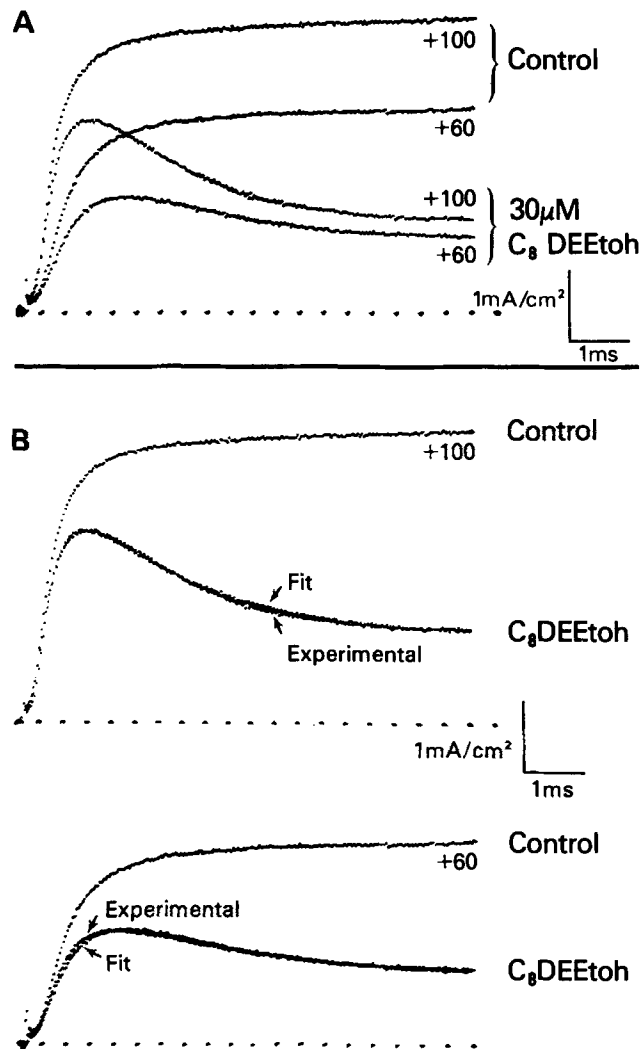 A
+100
Control
+60
+100
30μM
C₈ DEEtoh
+60
1mA/cm²
1ms
B
Control
+100
Fit
Experimental
C₈DEEtoh
1mA/cm²
1ms
Control
+60
Experimental
Fit
C₈DEEtoh